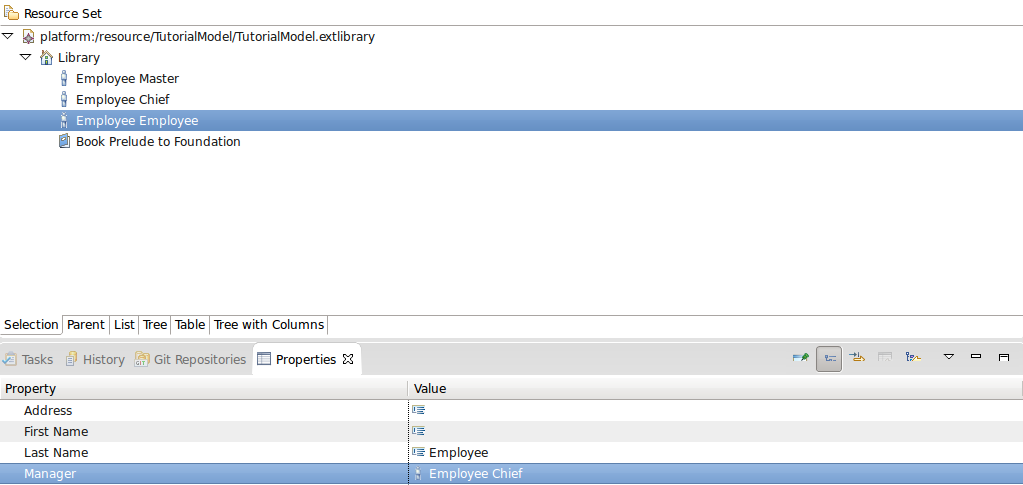 Resource Set
platform:/resource/TutorialModel/TutorialModel.extlibrary
Library
Employee Master
Employee Chief
Employee Employee
Book Prelude to Foundation
Selection Parent List Tree Table Tree with Columns
Tasks History Git Repositories Properties
Property Value
Address
First Name
Last Name Employee
Manager Employee Chief